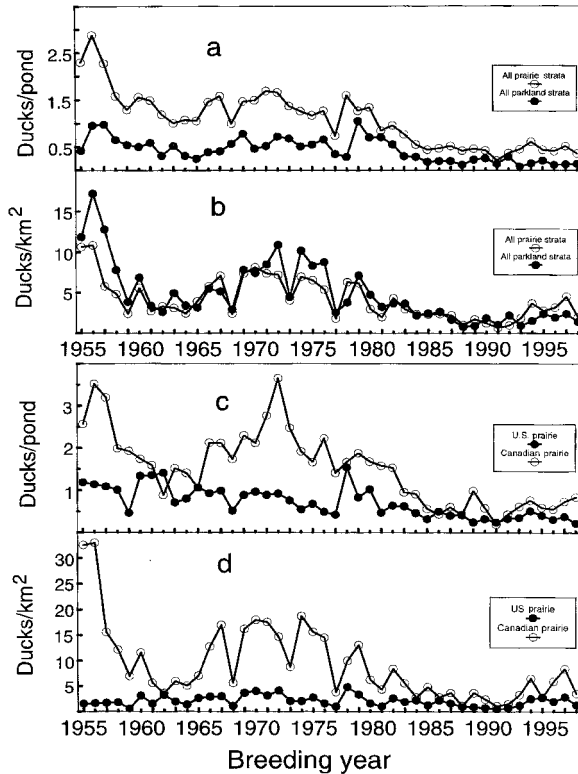 a
Ducks/pond
2.5
1.5
0.5
All prairie strata
All parkland strata
b
Ducks/km2
15
10
5
All prairie strata
All parkland strata
1955 1960 1965 1970 1975 1980 1985 1990 1995
c
Ducks/pond
3
2
1
U.S. prairie
Canadian prairie
d
Ducks/km2
30
25
20
15
10
5
US prairie
Canadian prairie
1955 1960 1965 1970 1975 1980 1985 1990 1995
Breeding year